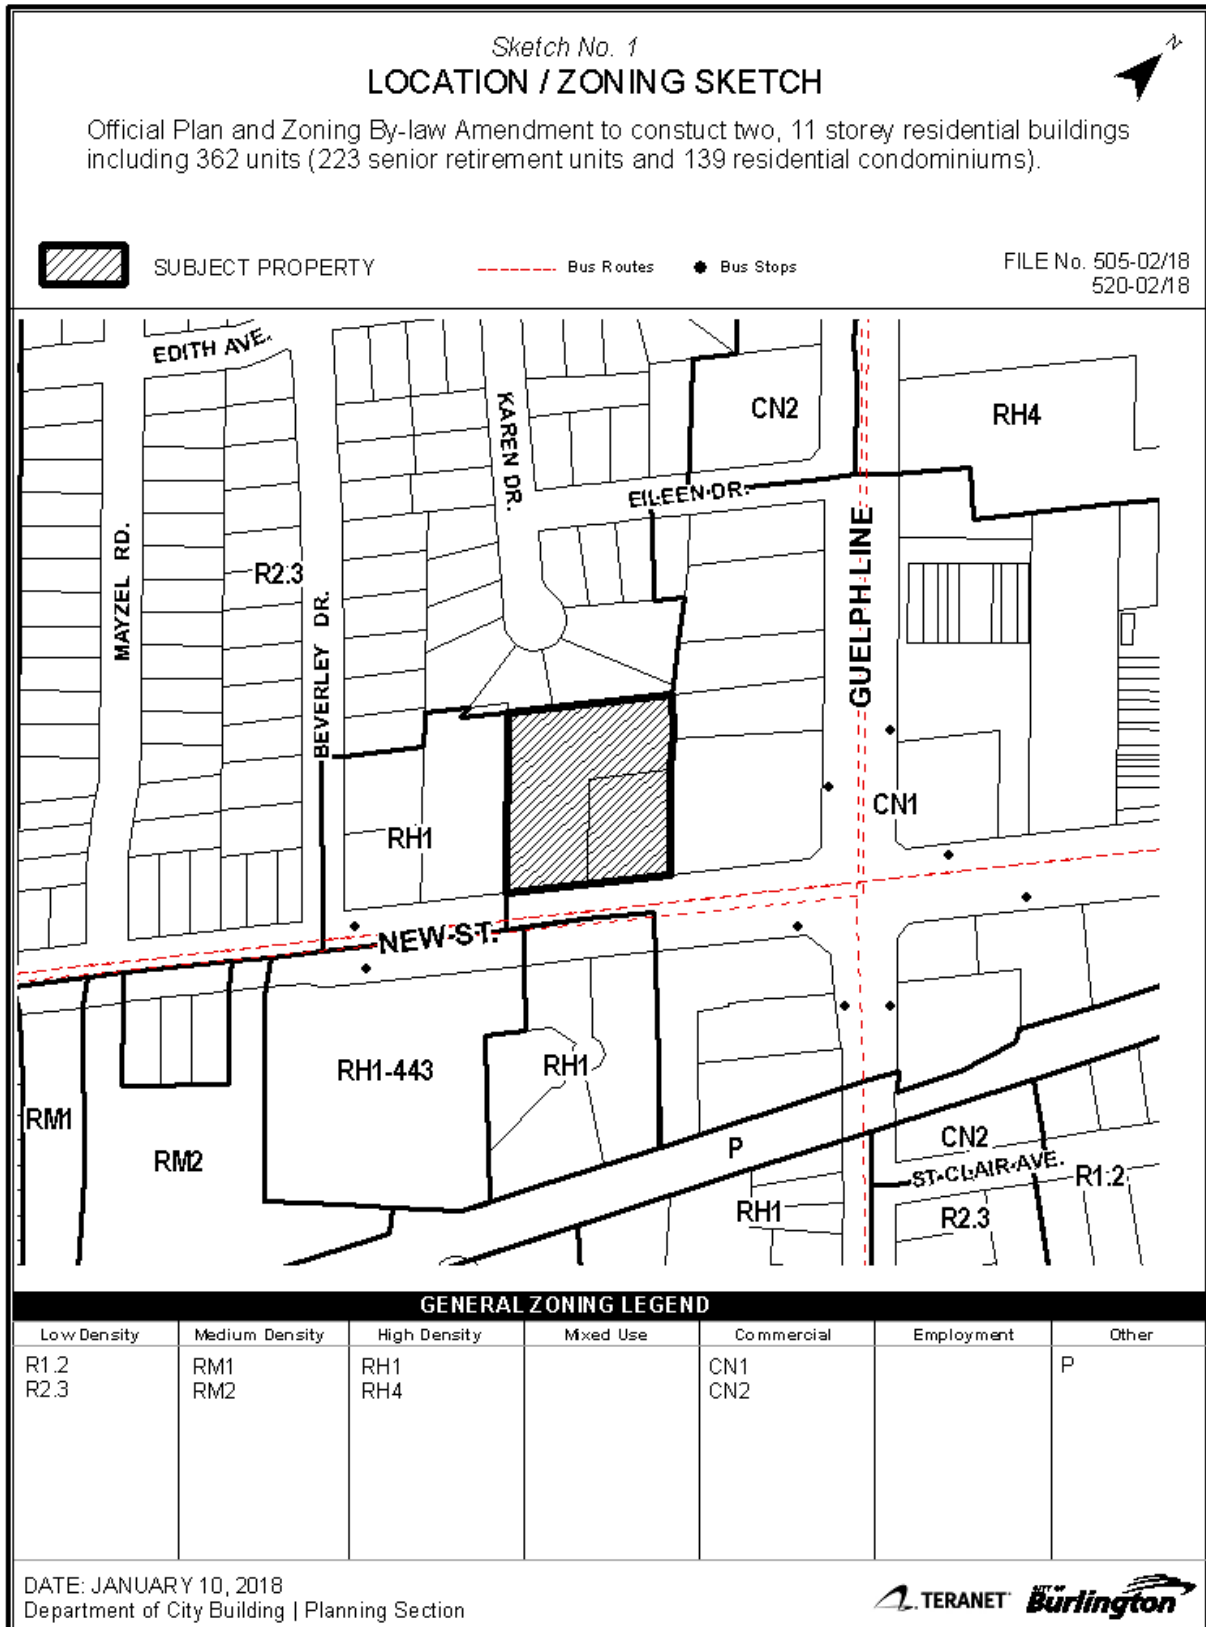 Sketch No. 1
N
LOCATION / ZONING SKETCH
Official Plan and Zoning By-law Amendment to constuct two, 11 storey residential buildings
including 362 units (223 senior retirement units and 139 residential condominiums).
SUBJECT PROPERTY
Bus Routes
Bus Stops
FILE No. 505-02/18
520-02/18
EDITH AVE.
KAREN DR.
CN2
RH4
EILEEN DR.
MAYZEL RD.
R2.3
BEVERLEY DR.
GUELPH LINE
CN1
RH1
NEW ST.
RH1-443
RH1
RM1
RM2
P
CN2
ST CLAIR AVE.
R1.2
RH1
R2.3
GENERAL ZONING LEGEND
Low Density Medium Density High Density Mixed Use Commercial Employment Other
R1.2 RM1 RH1 CN1 P
R2.3 RM2 RH4 CN2
DATE: JANUARY 10, 2018
Department of City Building | Planning Section
TERANET
CITY OF
Burlington